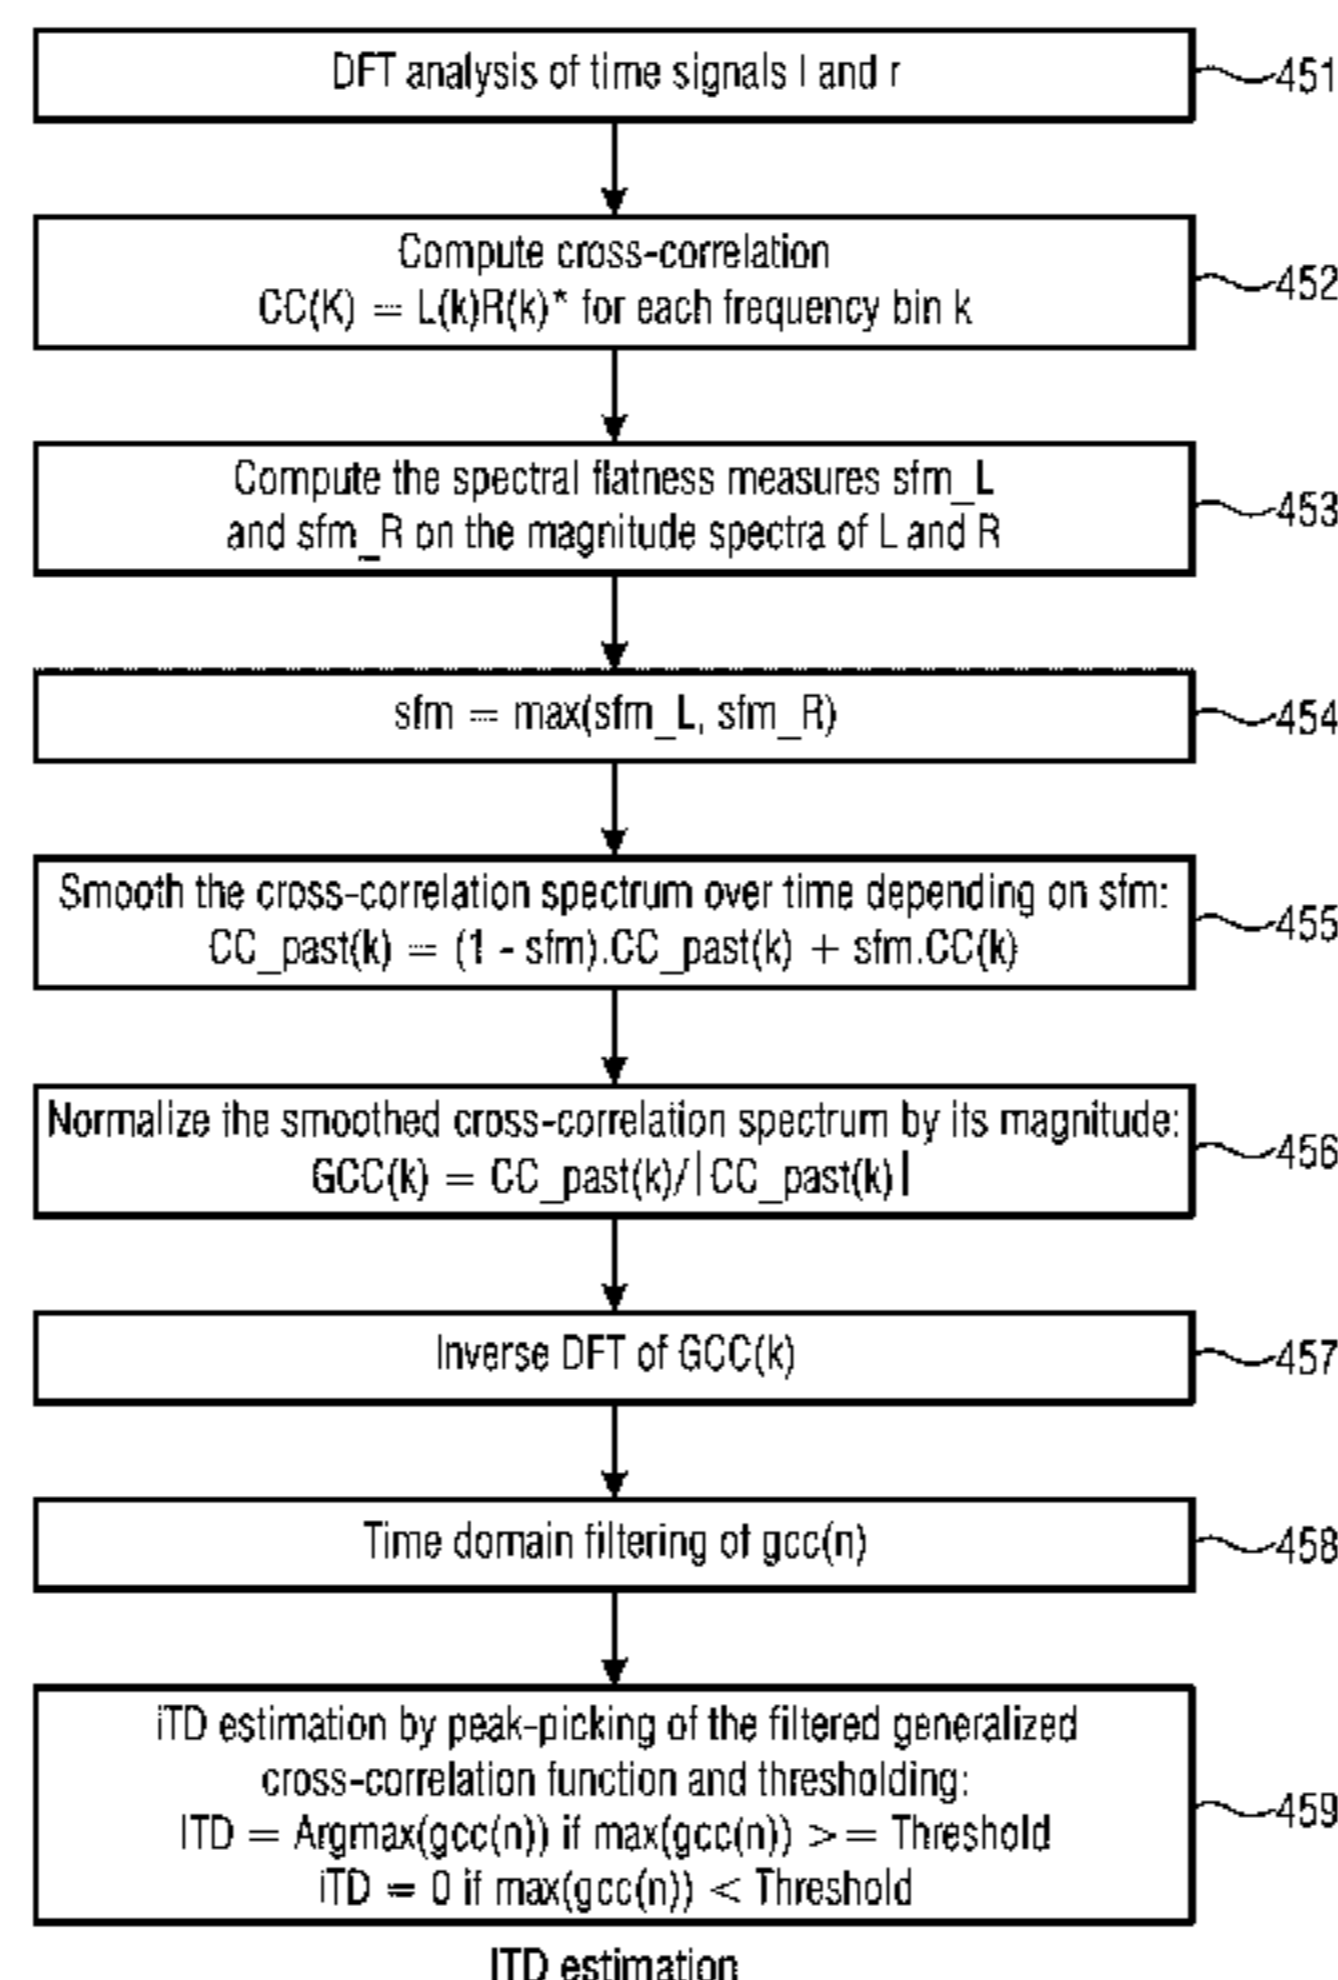 DFT analysis of time signals l and r
451
Compute cross-correlation
CC(K) = L(k)R(k)* for each frequency bin k
452
Compute the spectral flatness measures sfm_L
and sfm_R on the magnitude spectra of L and R
453
sfm = max(sfm_L, sfm_R)
454
Smooth the cross-correlation spectrum over time depending on sfm:
CC_past(k) = (1 - sfm).CC_past(k) + sfm.CC(k)
455
Normalize the smoothed cross-correlation spectrum by its magnitude:
GCC(k) = CC_past(k)/|CC_past(k)|
456
Inverse DFT of GCC(k)
457
Time domain filtering of gcc(n)
458
ITD estimation by peak-picking of the filtered generalized
cross-correlation function and thresholding:
ITD = Argmax(gcc(n)) if max(gcc(n)) >= Threshold
ITD = 0 if max(gcc(n)) < Threshold
459
ITD estimation